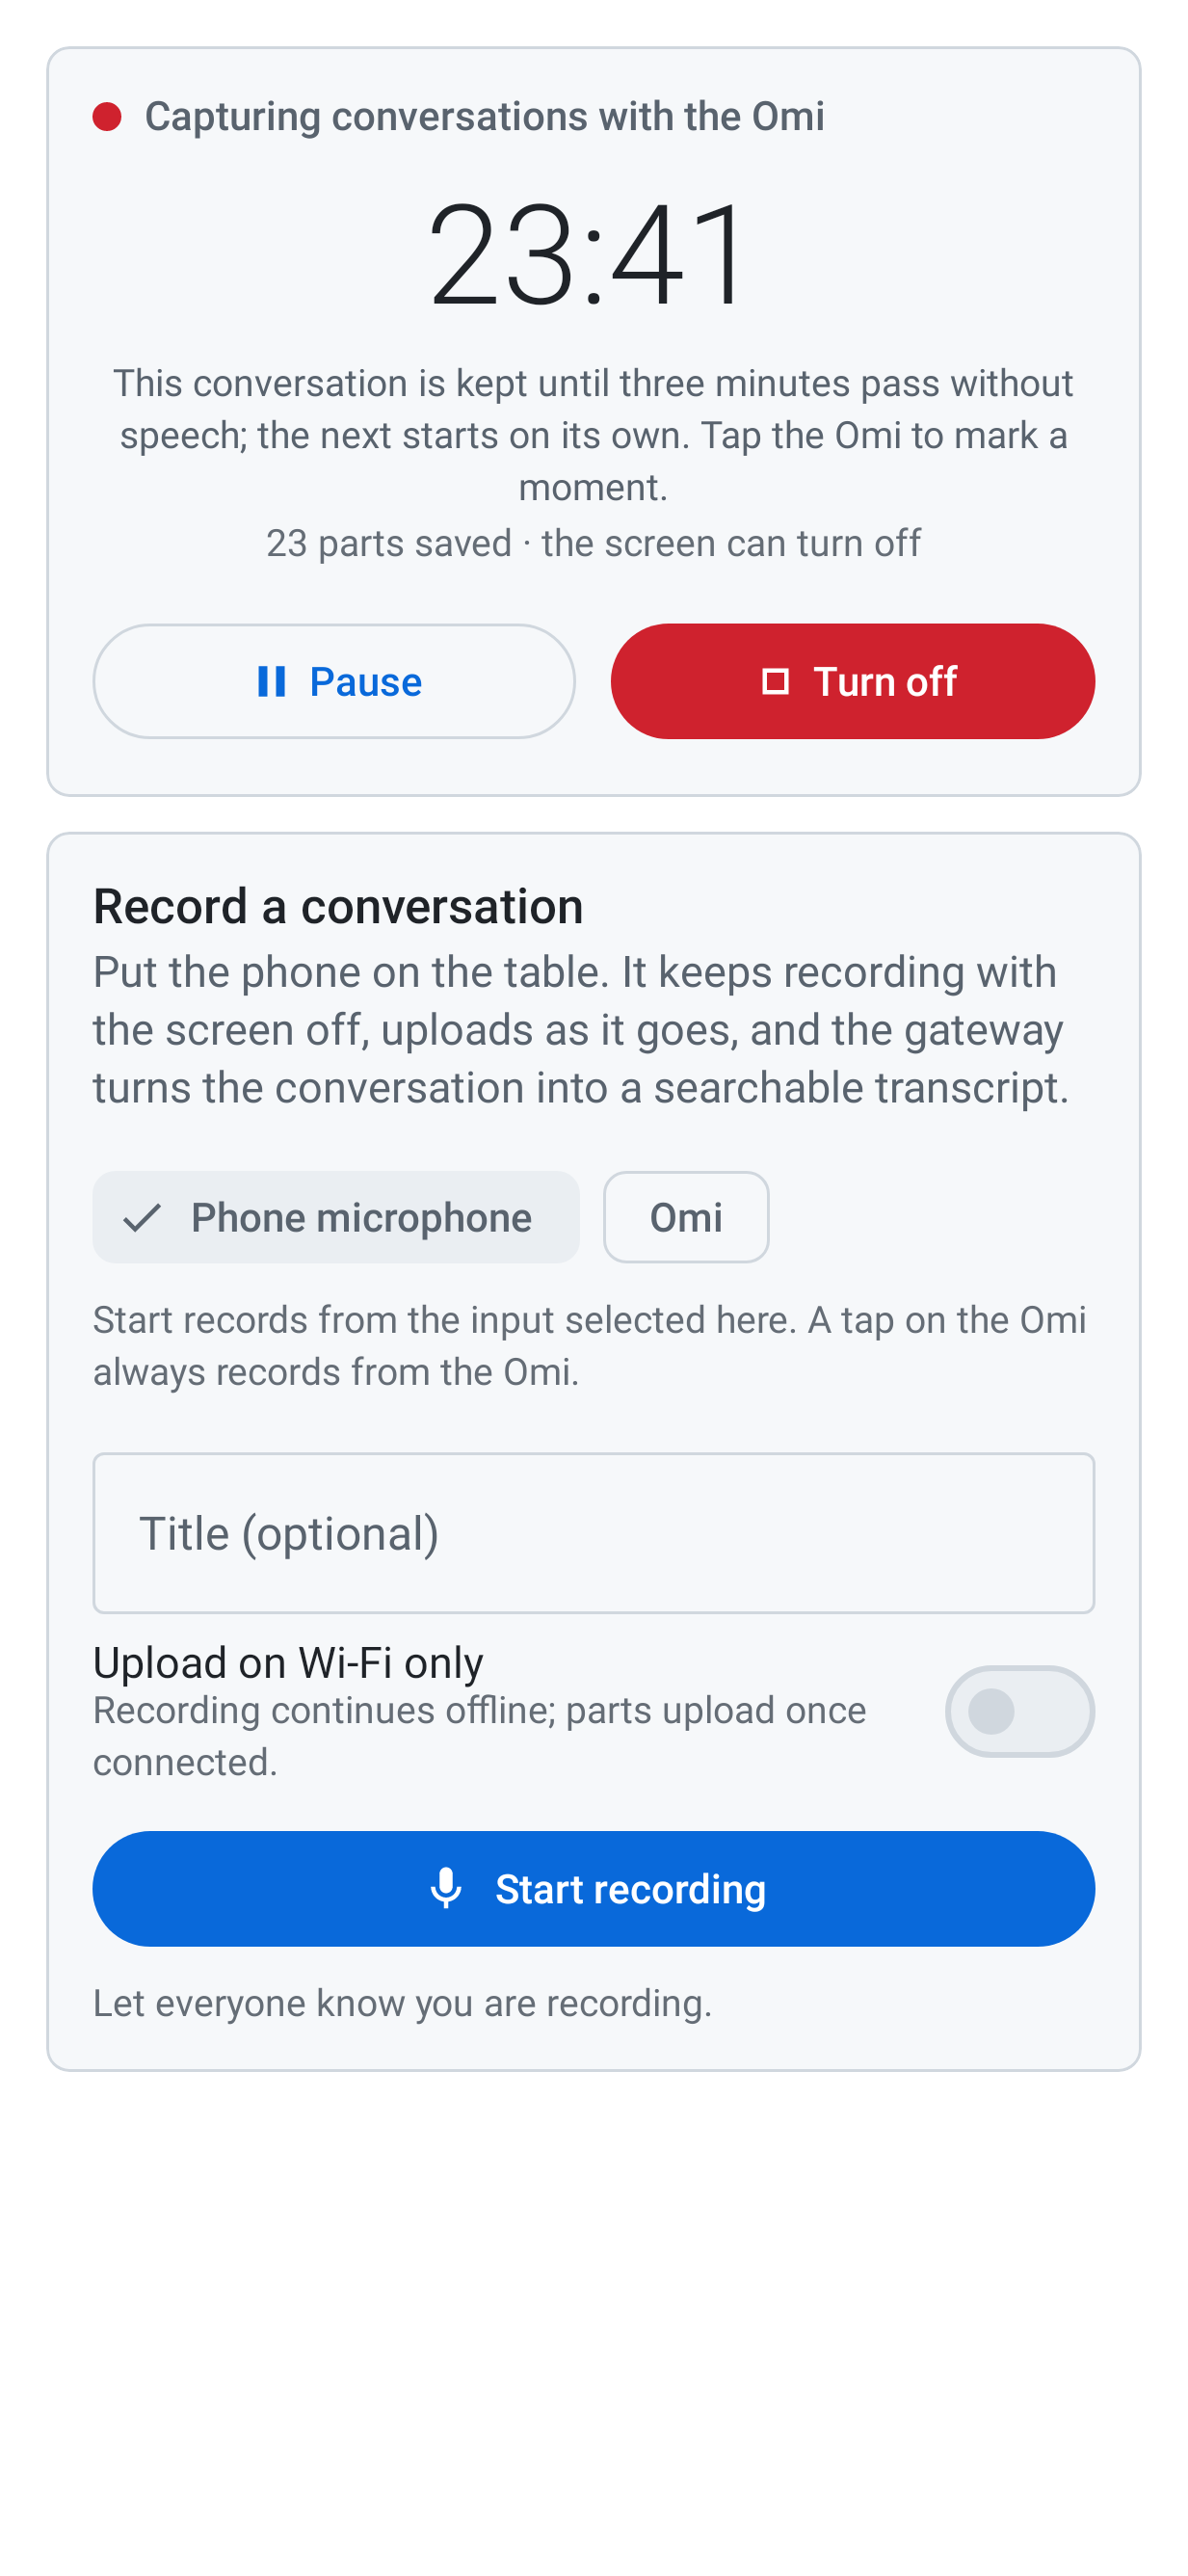 Capturing conversations with the Omi
23:41
This conversation is kept until three minutes pass without
speech; the next starts on its own. Tap the Omi to mark a
moment.
23 parts saved · the screen can turn off
Pause
Turn off
Record a conversation
Put the phone on the table. It keeps recording with
the screen off, uploads as it goes, and the gateway
turns the conversation into a searchable transcript.
Phone microphone
Omi
Start records from the input selected here. A tap on the Omi
always records from the Omi.
Title (optional)
Upload on Wi-Fi only
Recording continues offline; parts upload once
connected.
Start recording
Let everyone know you are recording.